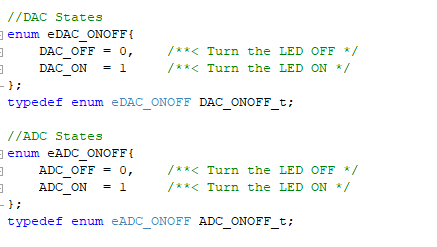 //DAC States
enum eDAC_ONOFF{
    DAC_OFF = 0,    /**< Turn the LED OFF */
    DAC_ON  = 1     /**< Turn the LED ON */
};
typedef enum eDAC_ONOFF DAC_ONOFF_t;

//ADC States
enum eADC_ONOFF{
    ADC_OFF = 0,    /**< Turn the LED OFF */
    ADC_ON  = 1     /**< Turn the LED ON */
};
typedef enum eADC_ONOFF ADC_ONOFF_t;